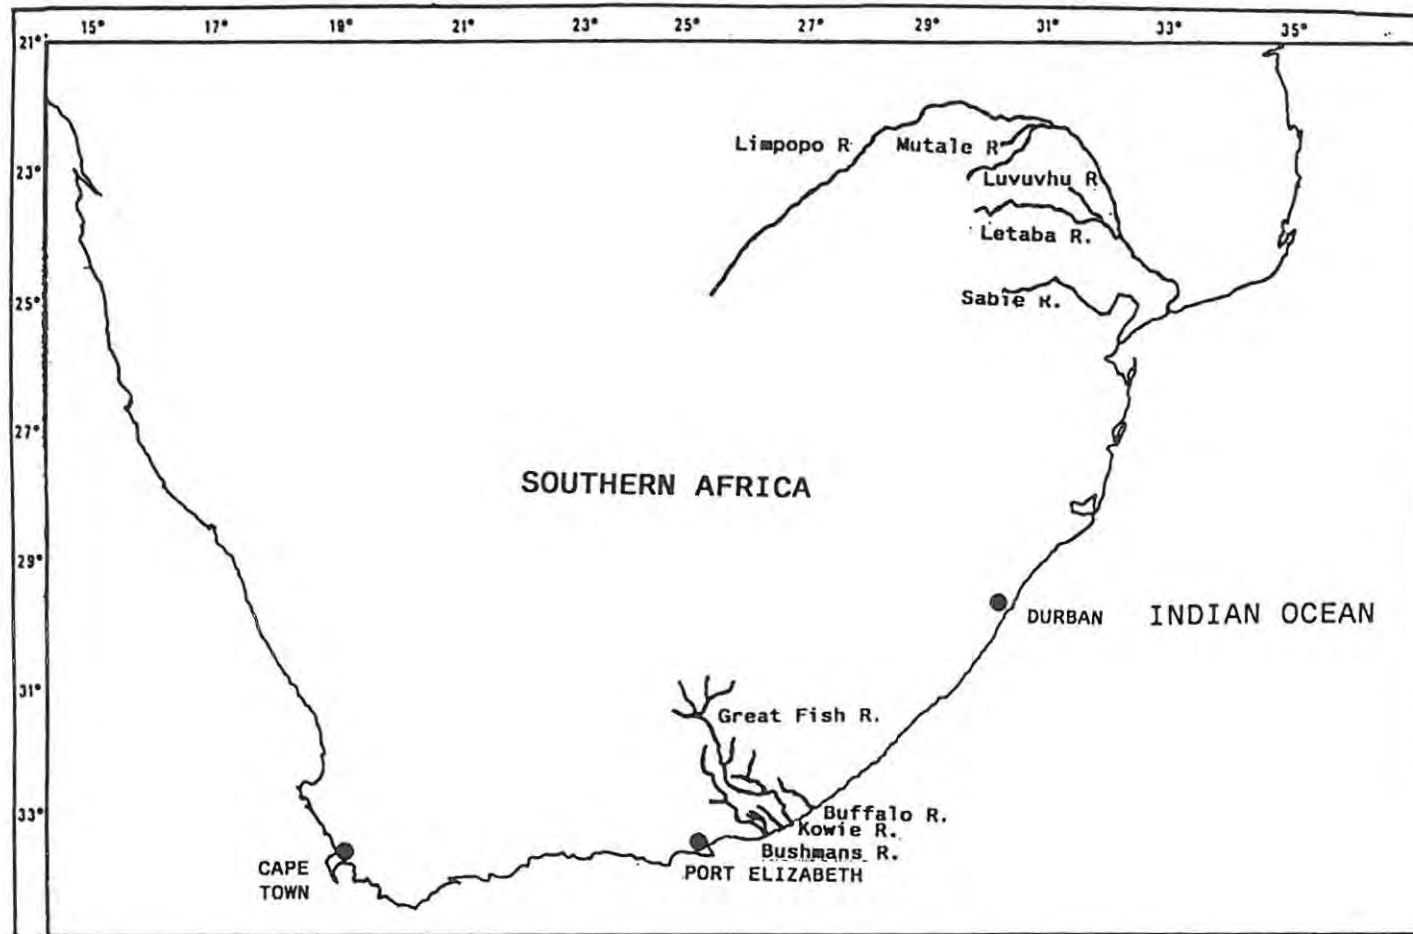 15° 17° 19° 21° 23° 25° 27° 29° 31° 33° 35°
21°
Limpopo R
Mutale R
23°
Luvuvhu R
Letaba R.
25°
Sabie R.
27°
SOUTHERN AFRICA
29°
DURBAN
INDIAN OCEAN
31°
Great Fish R.
33°
Buffalo R.
Kowie R.
Bushmans R.
CAPE
TOWN
PORT ELIZABETH